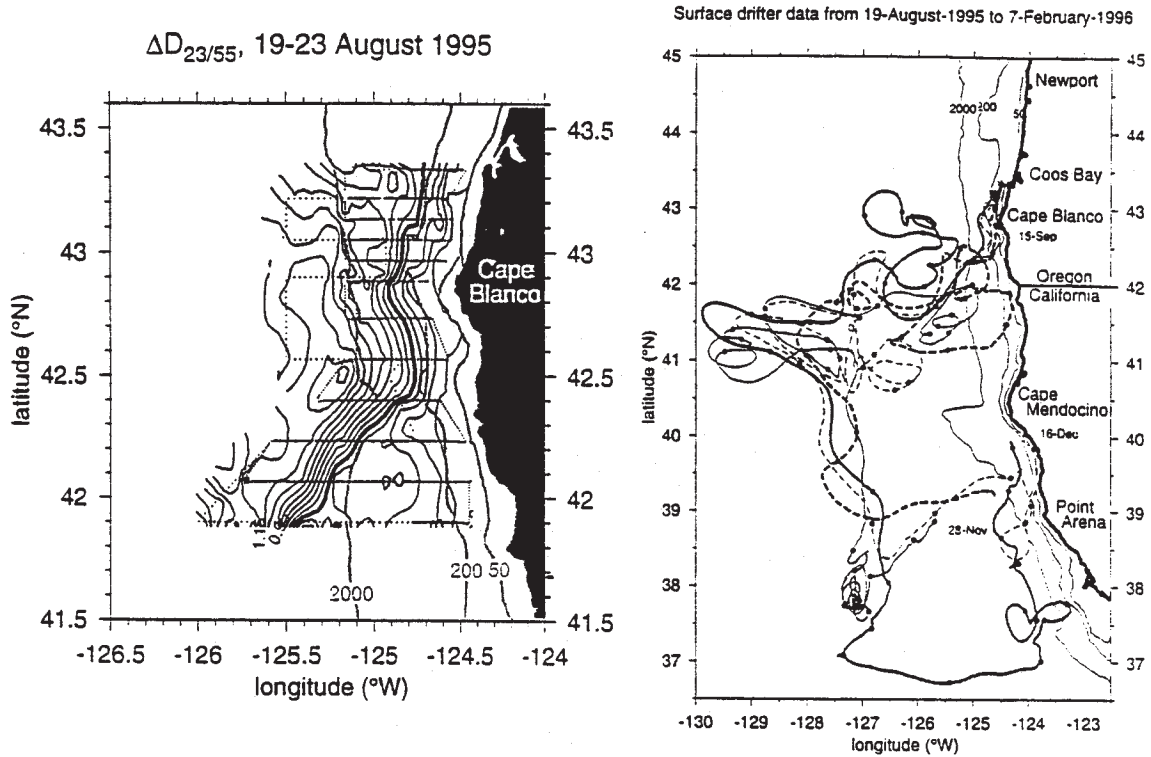 ΔD23/55, 19-23 August 1995
43.5
43
42.5
42
41.5
43.5
43
42.5
42
41.5
Cape
Blanco
2000
200 50
-126.5 -126 -125.5 -125 -124.5 -124
latitude (°N)
longitude (°W)
Surface drifter data from 19-August-1995 to 7-February-1996
45
44
43
42
41
40
39
38
37
45
44
43
42
41
40
39
38
37
2000 200 50
Newport
Coos Bay
Cape Blanco
15-Sep
Oregon
California
Cape
Mendocino
16-Dec
Point
Arena
28-Nov
-130 -129 -128 -127 -126 -125 -124 -123
latitude (°N)
longitude (°W)